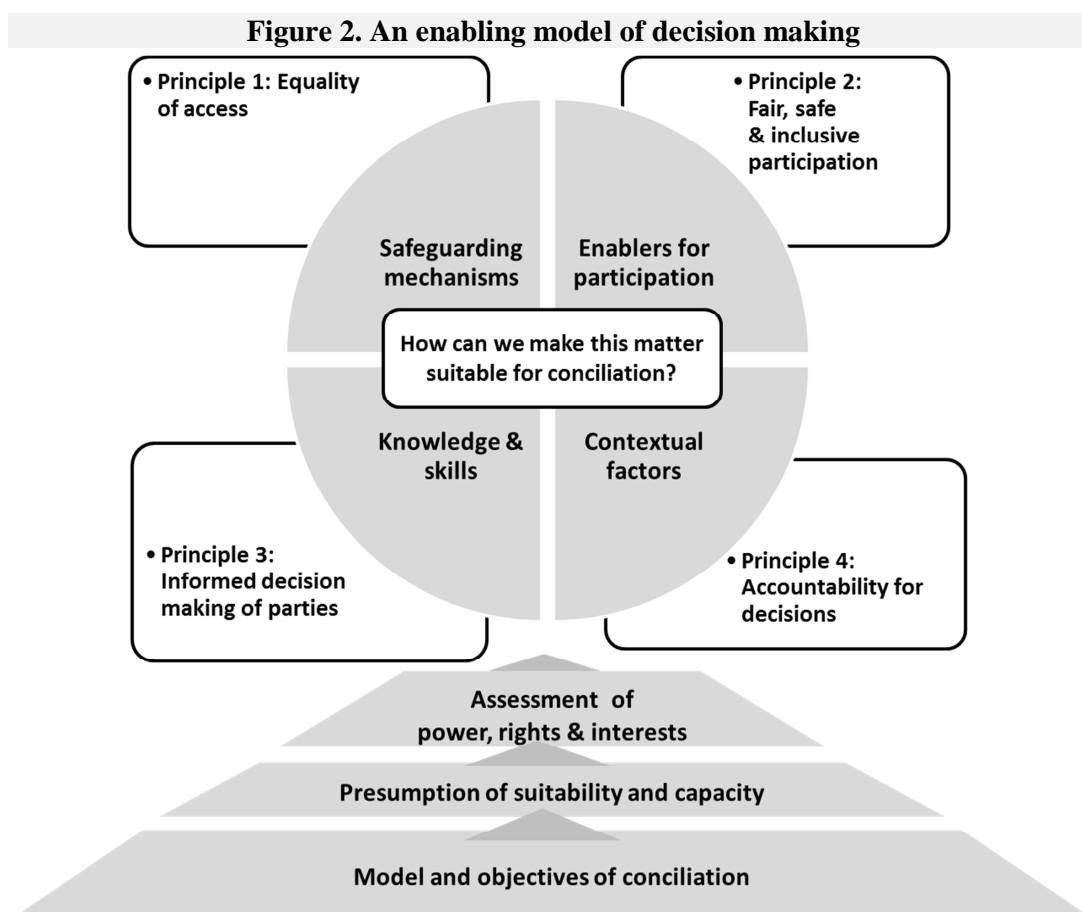 Figure 2. An enabling model of decision making
• Principle 1: Equality
of access
• Principle 2:
Fair, safe
& inclusive
participation
Safeguarding
mechanisms
Enablers for
participation
How can we make this matter
suitable for conciliation?
Knowledge &
skills
Contextual
factors
• Principle 3:
Informed decision
making of parties
• Principle 4:
Accountability for
decisions
Assessment of
power, rights & interests
Presumption of suitability and capacity
Model and objectives of conciliation